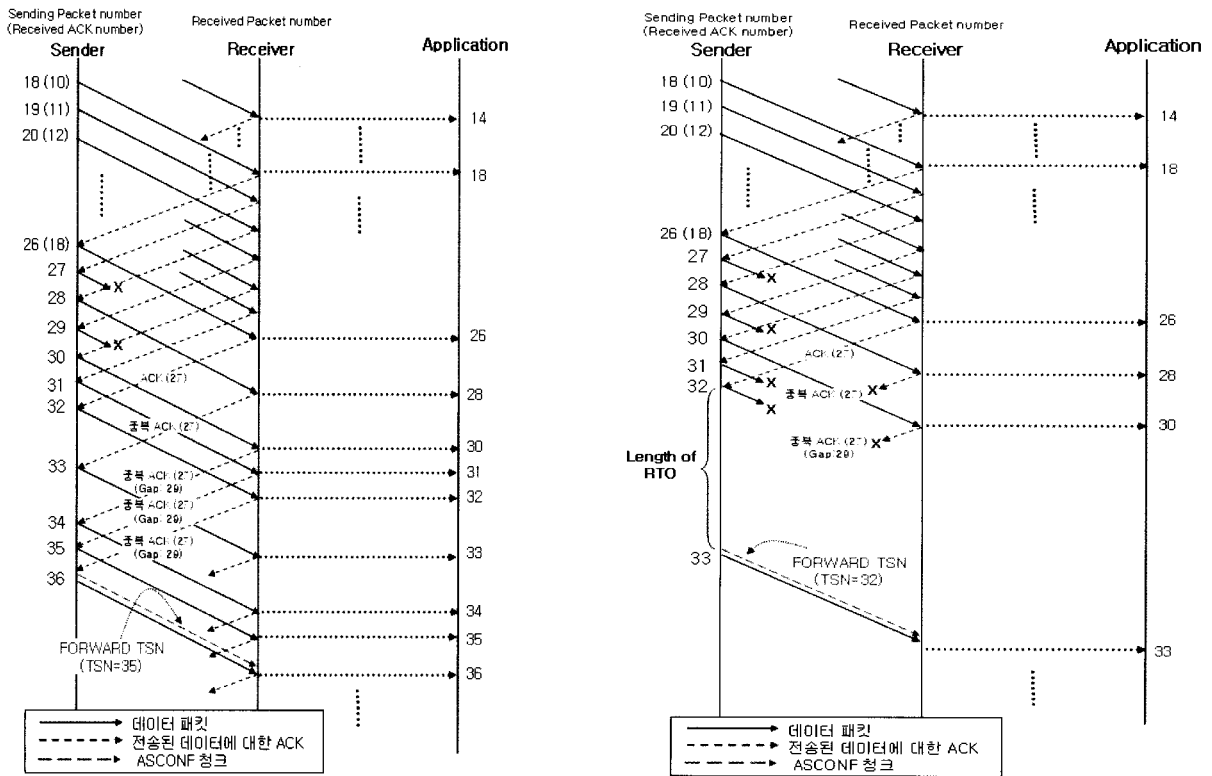 Sending Packet number
(Received ACK number)
Received Packet number
Sender
Receiver
Application
18 (10)
19 (11)
20 (12)
14
18
26 (18)
27
X
28
29
X
30
26
31
ACK (27)
32
28
중복 ACK (27)
30
33
중복 ACK (27)
(Gap: 29)
31
32
중복 ACK (27)
(Gap: 29)
34
중복 ACK (27)
(Gap: 29)
35
33
36
34
FORWARD TSN
(TSN=35)
35
36
데이터 패킷
전송된 데이터에 대한 ACK
ASCONF 청크
Sending Packet number
(Received ACK number)
Received Packet number
Sender
Receiver
Application
18 (10)
19 (11)
20 (12)
14
18
26 (18)
27
X
28
29
X
26
30
ACK (27)
31
X
28
32
X
중복 ACK (27)
X
30
중복 ACK (27)
(Gap: 29)
X
Length of
RTO
33
FORWARD TSN
(TSN=32)
33
데이터 패킷
전송된 데이터에 대한 ACK
ASCONF 청크